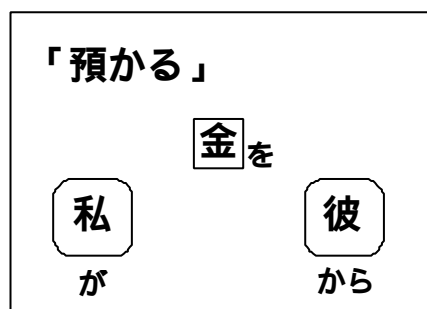 「預かる」
金を
私 彼
が から